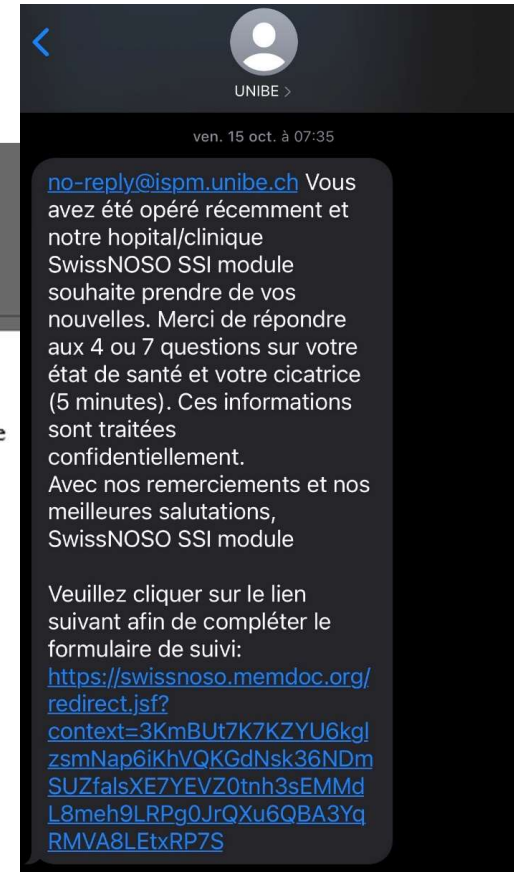 UNIBE >
ven. 15 oct. à 07:35
no-reply@ispm.unibe.ch Vous
avez été opéré récemment et
notre hopital/clinique
SwissNOSO SSI module
souhaite prendre de vos
nouvelles. Merci de répondre
aux 4 ou 7 questions sur votre
état de santé et votre cicatrice
(5 minutes). Ces informations
sont traitées
confidentiellement.
Avec nos remerciements et nos
meilleures salutations,
SwissNOSO SSI module
Veuillez cliquer sur le lien
suivant afin de compléter le
formulaire de suivi:
https://swissnoso.memdoc.org/
redirect.jsf?
context=3KmBUt7K7KZYU6kgl
zsmNap6iKhVQKGdNsk36NDm
SUZfalsXE7YEVZ0tnh3sEMMd
L8meh9LRPg0JrQXu6QBA3Yq
RMVA8LEtxRP7S